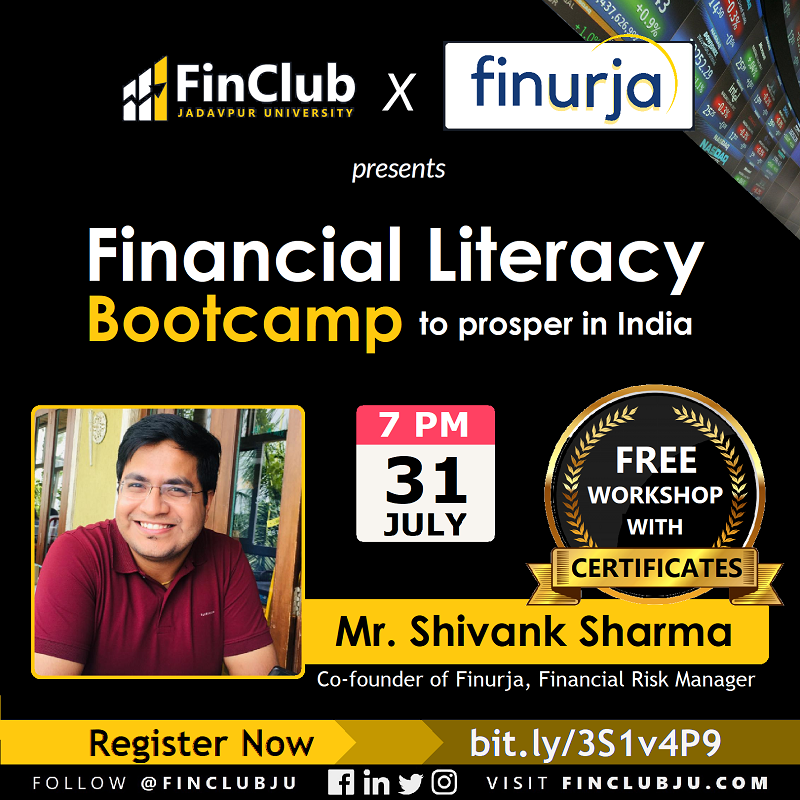 FinClub
JADAVPUR UNIVERSITY
X
finurja
presents
Financial Literacy
Bootcamp to prosper in India
7 PM
31
JULY
FREE
WORKSHOP
WITH
CERTIFICATES
Mr. Shivank Sharma
Co-founder of Finurja, Financial Risk Manager
Register Now
bit.ly/3S1v4P9
FOLLOW @FINCLUBJU
VISIT FINCLUBJU.COM
NASDAQ